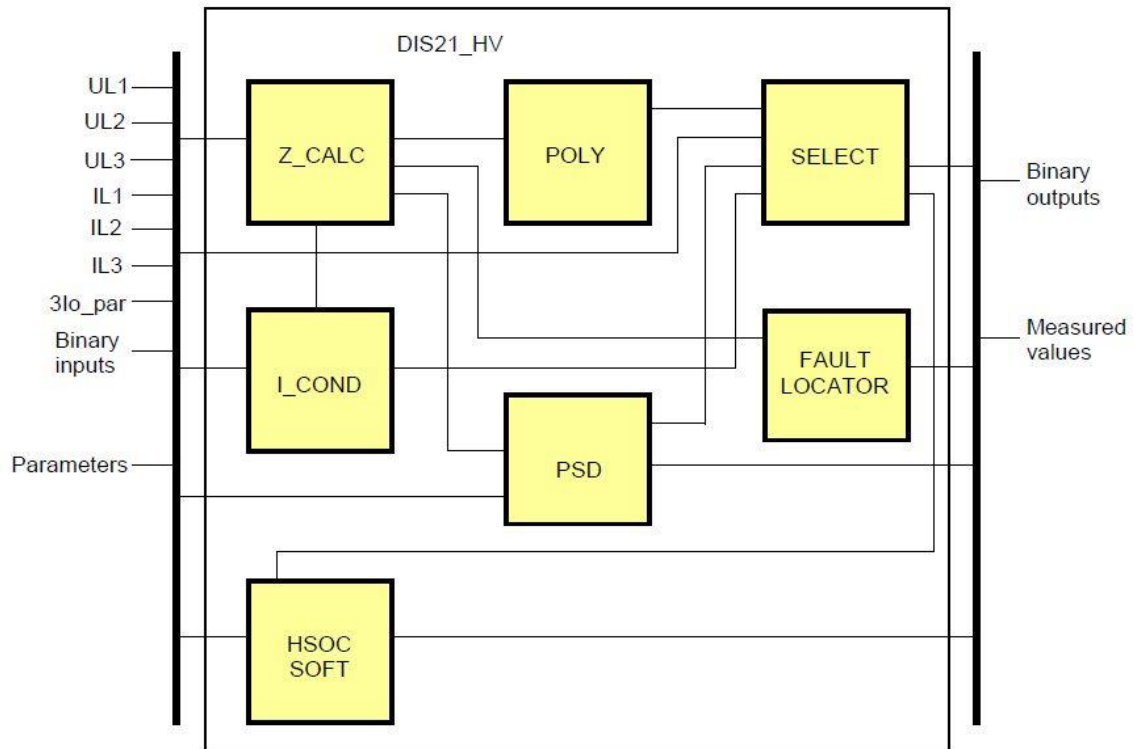 DIS21_HV
UL1
UL2
UL3
IL1
IL2
IL3
3Io_par
Binary
inputs
Parameters
Z_CALC
POLY
SELECT
I_COND
FAULT
LOCATOR
PSD
HSOC
SOFT
Binary
outputs
Measured
values